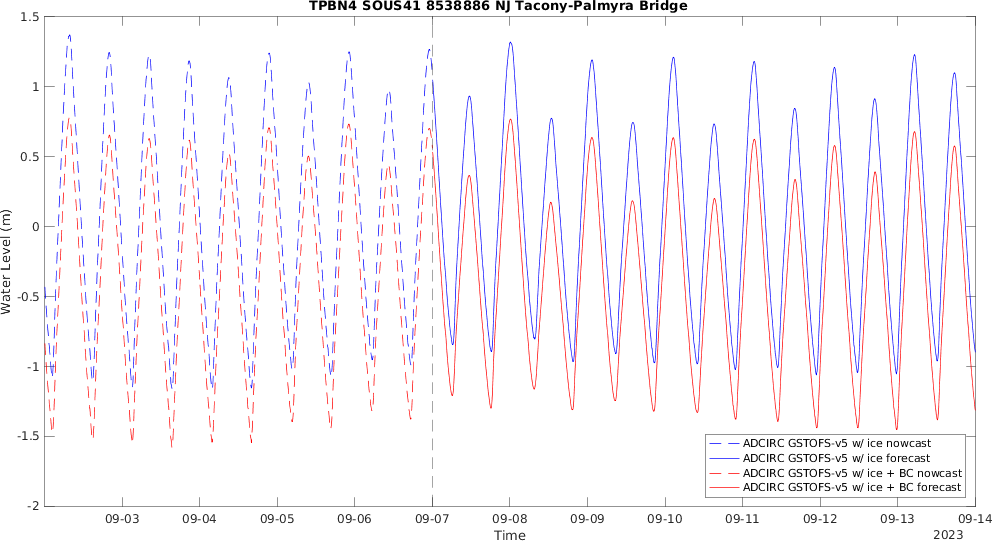 TPBN4 SOUS41 8538886 NJ Tacony-Palmyra Bridge
Water Level (m)
1.5
1
0.5
0
-0.5
-1
-1.5
-2
ADCIRC GSTOFS-v5 w/ ice nowcast
ADCIRC GSTOFS-v5 w/ ice forecast
ADCIRC GSTOFS-v5 w/ ice + BC nowcast
ADCIRC GSTOFS-v5 w/ ice + BC forecast
09-03 09-04 09-05 09-06 09-07 09-08 09-09 09-10 09-11 09-12 09-13 09-14
Time
2023